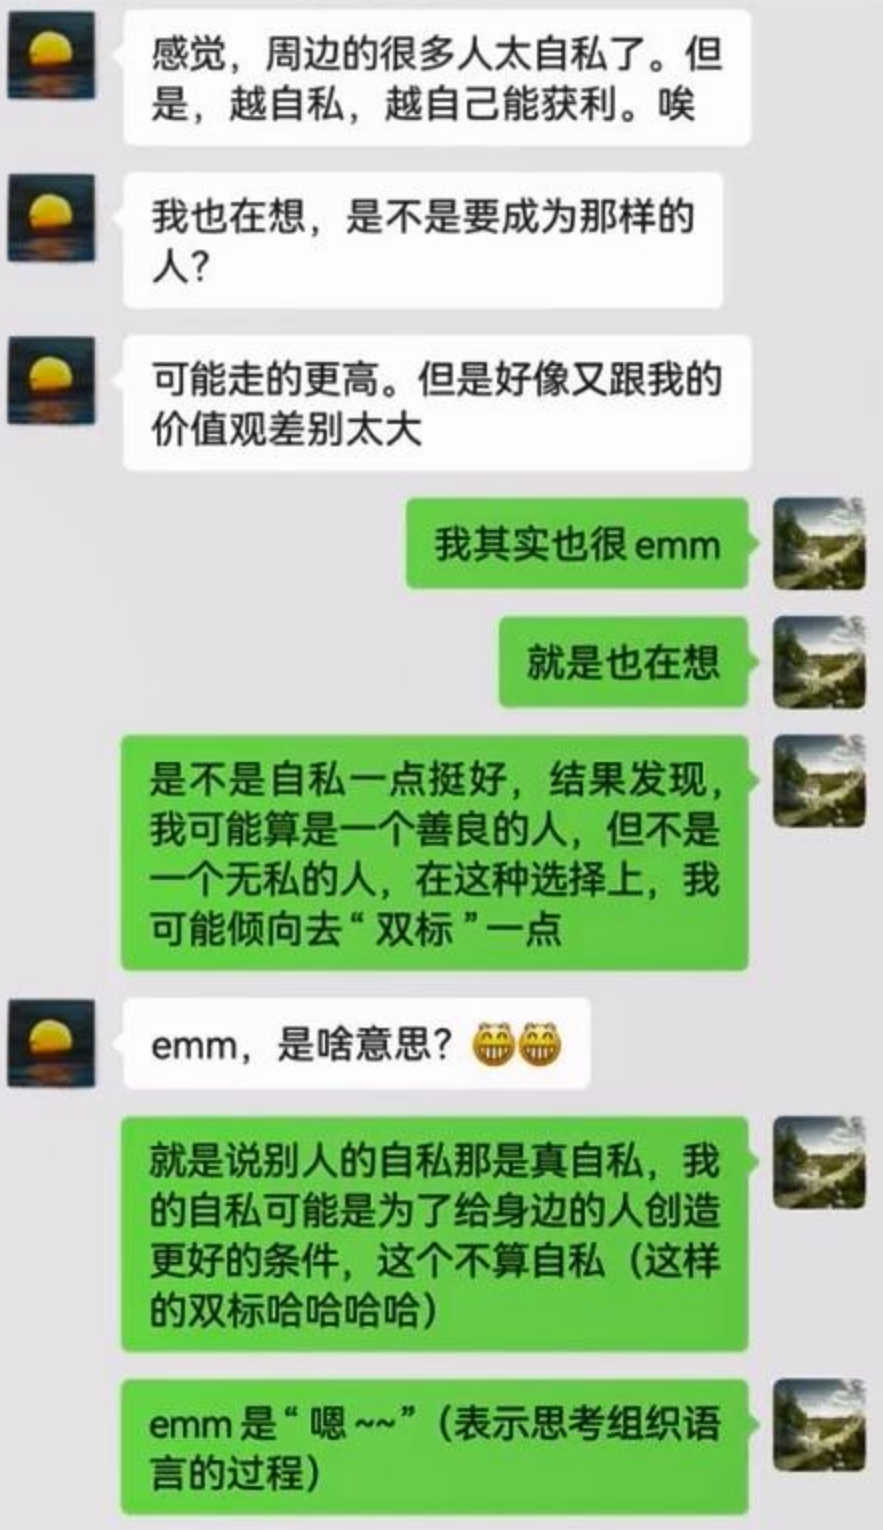 感觉，周边的很多人太自私了。但
是，越自私，越自己能获利。唉
我也在想，是不是要成为那样的
人？
可能走的更高。但是好像又跟我的
价值观差别太大
我其实也很emm
就是也在想
是不是自私一点挺好，结果发现，
我可能算是一个善良的人，但不是
一个无私的人，在这种选择上，我
可能倾向去“双标”一点
emm，是啥意思？😁😁
就是说别人的自私那是真自私，我
的自私可能是为了给身边的人创造
更好的条件，这个不算自私（这样
的双标哈哈哈哈）
emm是“嗯~~”（表示思考组织语
言的过程）